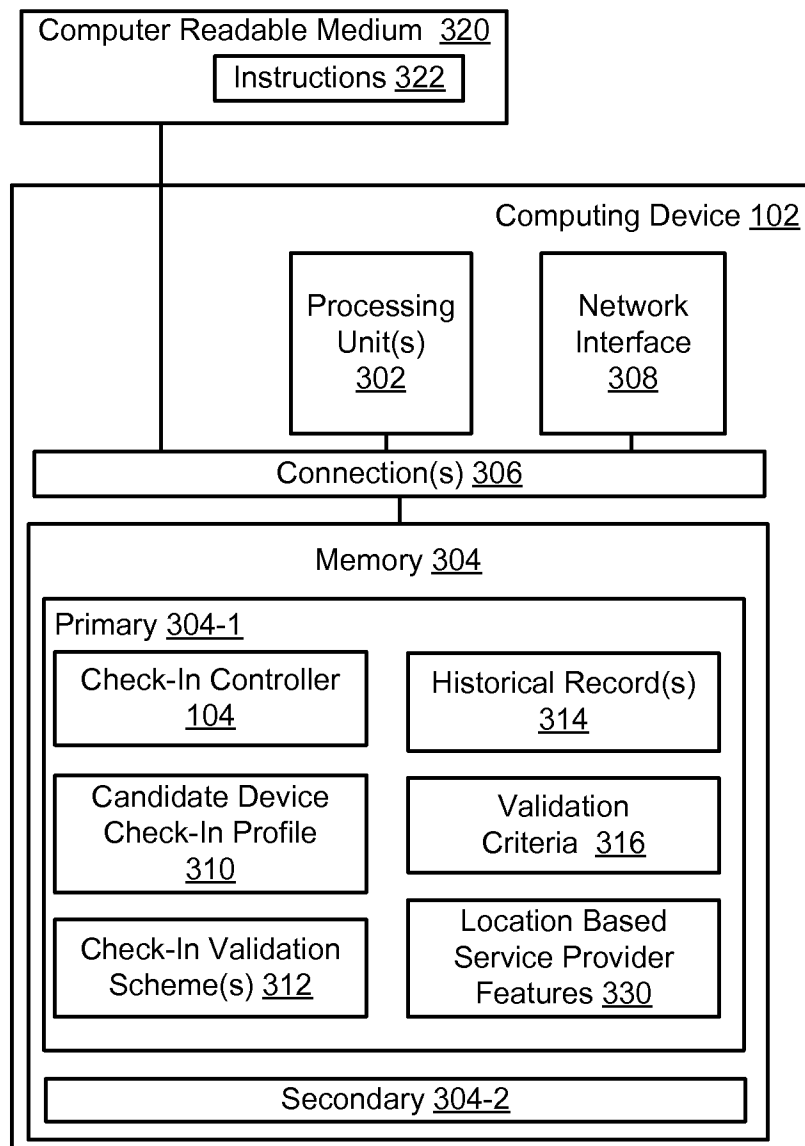 Computer Readable Medium 320
Instructions 322
Computing Device 102
Processing
Unit(s)
302
Network
Interface
308
Connection(s) 306
Memory 304
Primary 304-1
Check-In Controller
104
Historical Record(s)
314
Candidate Device
Check-In Profile
310
Validation
Criteria 316
Check-In Validation
Scheme(s) 312
Location Based
Service Provider
Features 330
Secondary 304-2